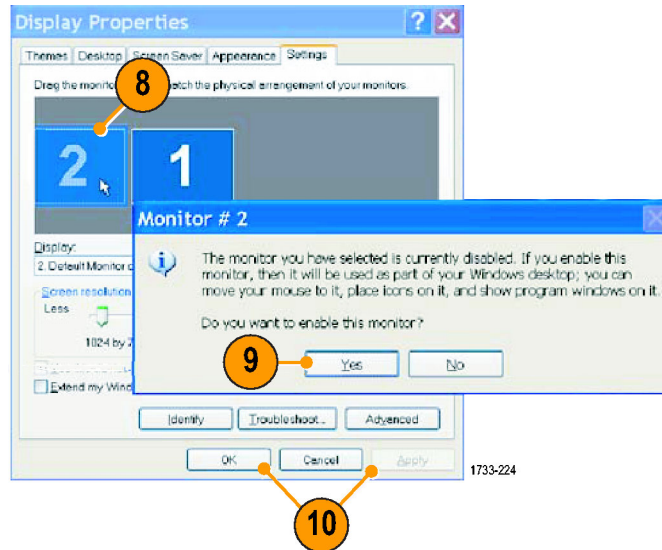 Display Properties
Themes Desktop Screen Saver Appearance Settings
Drag the monitor 8 match the physical arrangement of your monitors.
2 1
Monitor # 2
The monitor you have selected is currently disabled. If you enable this
monitor, then it will be used as part of your Windows desktop; you can
move your mouse to it, place icons on it, and show program windows on it.
Do you want to enable this monitor?
9 Yes No
Display:
2. Default Monitor
Screen resolution
Less
1024 by 7
Extend my Wind
Identify Troubleshoot... Advanced
OK Cancel Apply
1733-224
10